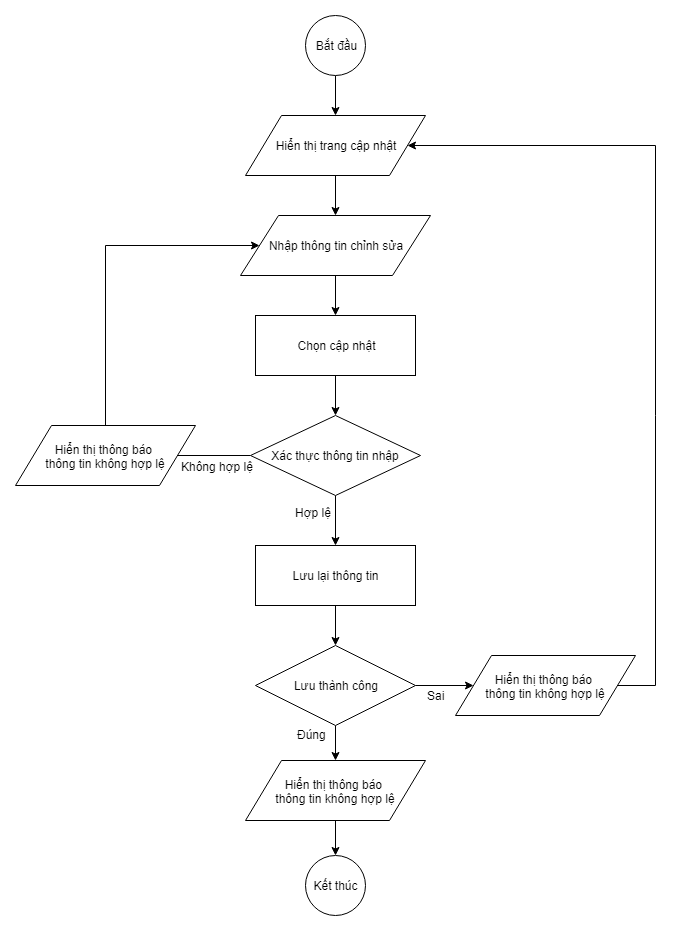 Bắt đầu
Hiển thị trang cập nhật
Nhập thông tin chỉnh sửa
Chọn cập nhật
Xác thực thông tin nhập
Không hợp lệ
Hiển thị thông báo
thông tin không hợp lệ
Hợp lệ
Lưu lại thông tin
Lưu thành công
Sai
Hiển thị thông báo
thông tin không hợp lệ
Đúng
Hiển thị thông báo
thông tin không hợp lệ
Kết thúc